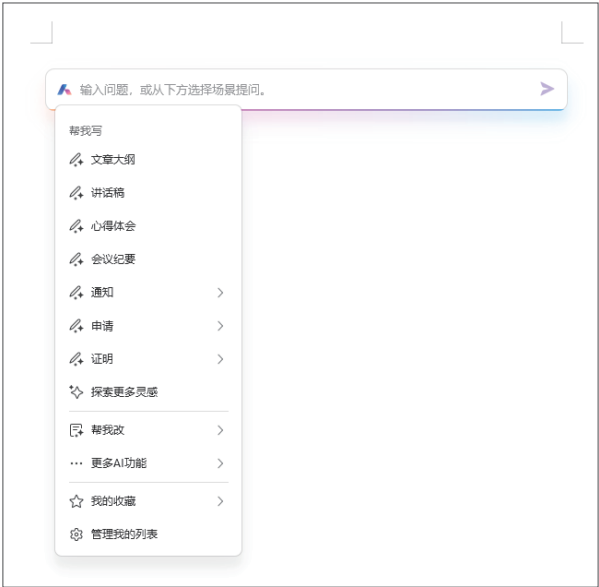 输入问题，或从下方选择场景提问。
帮我写
文章大纲
讲话稿
心得体会
会议纪要
通知
申请
证明
探索更多灵感
帮我改
更多AI功能
我的收藏
管理我的列表